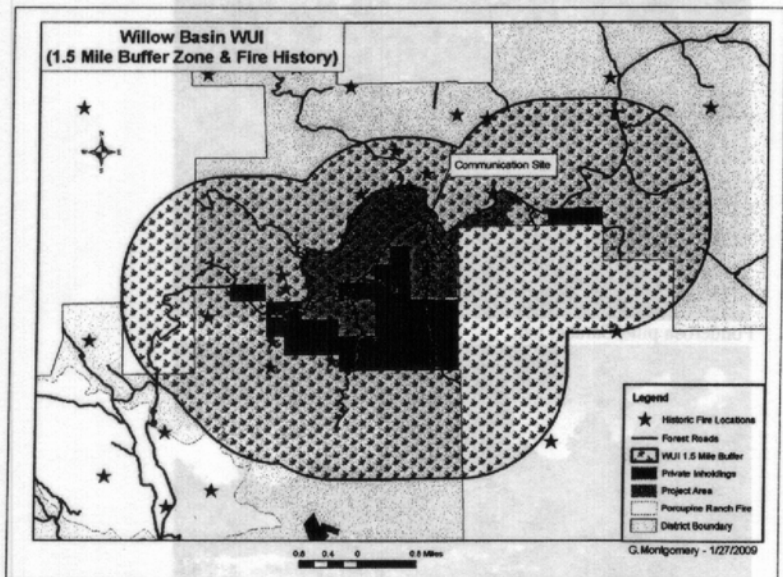 Willow Basin WUI
(1.5 Mile Buffer Zone & Fire History)
N
W E
S
Communication Site
Legend
Historic Fire Locations
Forest Roads
WUI 1.5 Mile Buffer
Private Inholdings
Project Area
Porcupine Ranch Fire
District Boundary
0.8 0.4 0 0.8 Miles
G.Montgomery - 1/27/2009